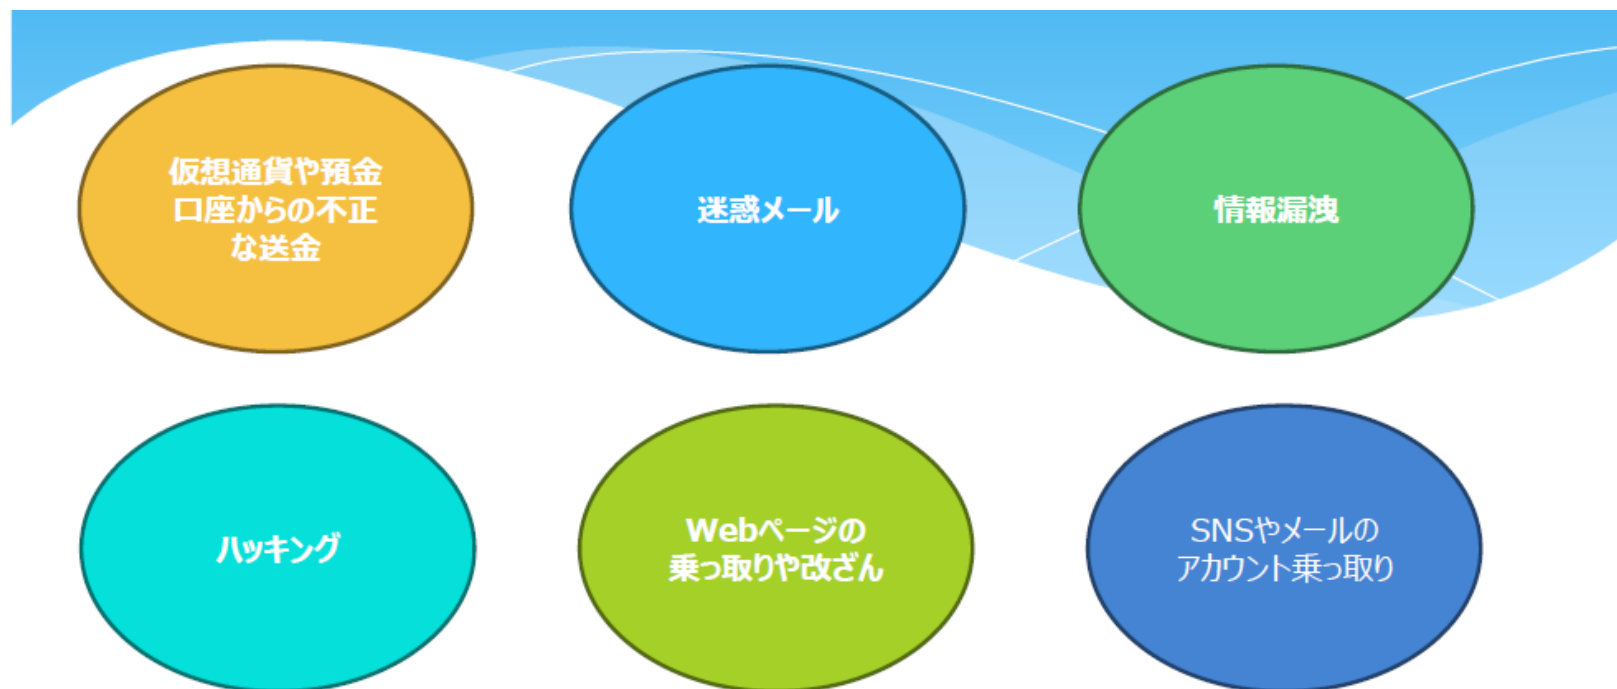 仮想通貨や預金
口座からの不正
な送金
迷惑メール
情報漏洩
ハッキング
Webページの
乗っ取りや改ざん
SNSやメールの
アカウント乗っ取り